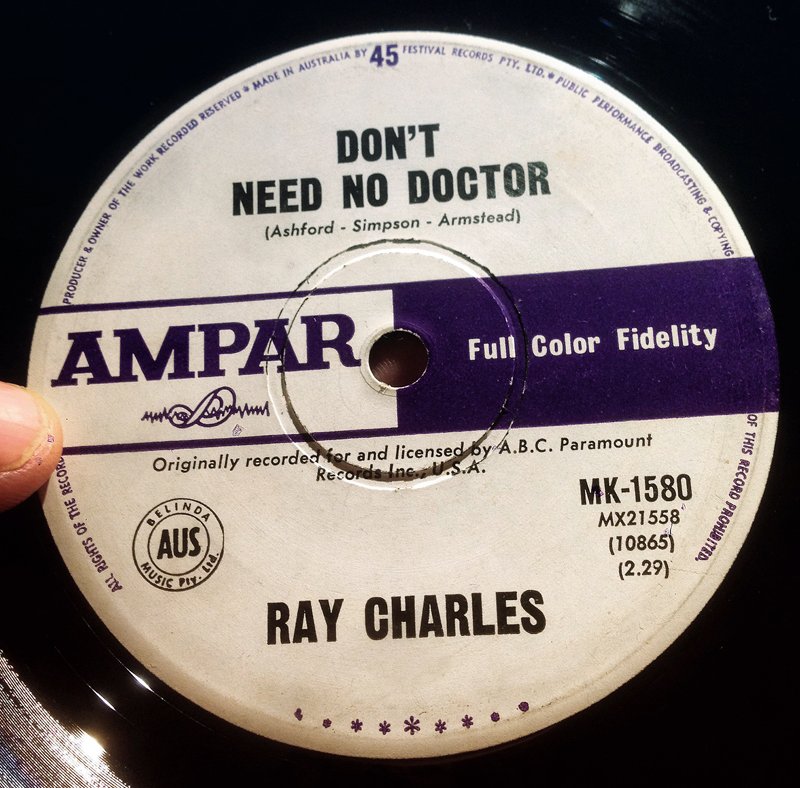 PRODUCER & OWNER OF THE WORK RECORDED RESERVED * MADE IN AUSTRALIA BY 45 FESTIVAL RECORDS PTY. LTD. * PUBLIC PERFORMANCE BROADCASTING & COPYING
DON'T
NEED NO DOCTOR
(Ashford - Simpson - Armstead)
AMPAR
Full Color Fidelity
Originally recorded for and licensed by A.B.C. Paramount
Records Inc., U.S.A.
MK-1580
MX21558
(10865)
(2.29)
BELINDA
AUS
MUSIC Pty. Ltd.
RAY CHARLES
ALL RIGHTS OF THE RECORD
OF THIS RECORD PROHIBITED.